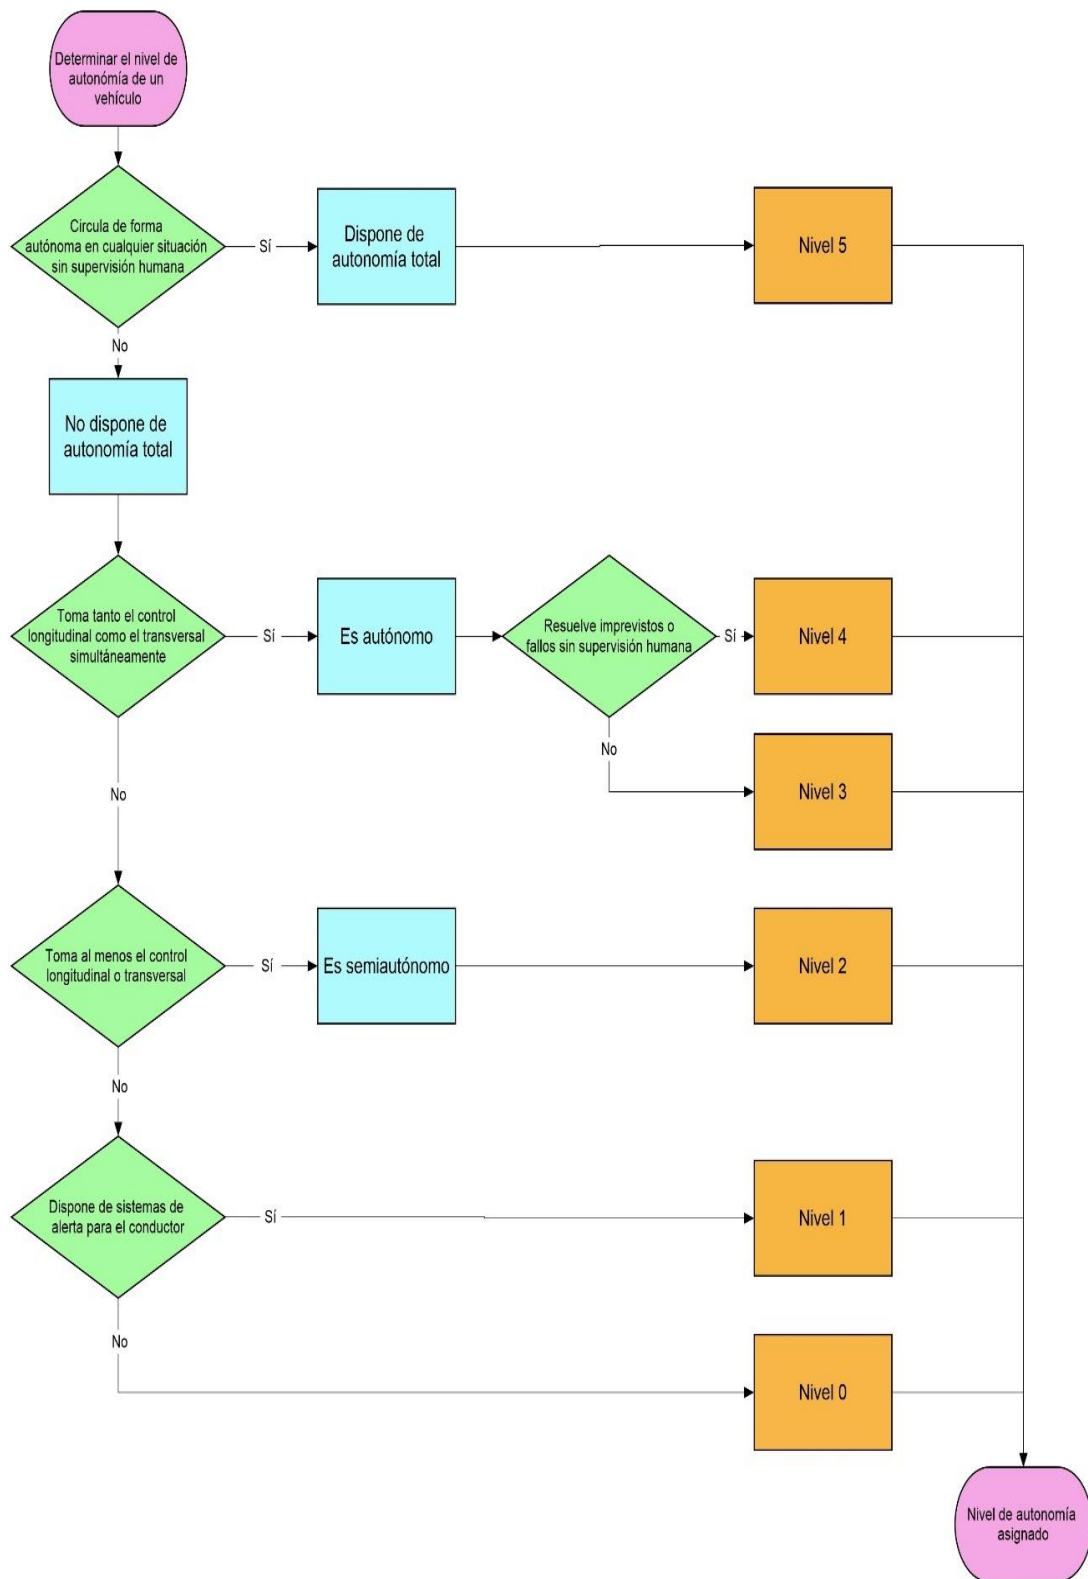 Determinar el nivel de
autonómía de un
vehículo
Circula de forma
autónoma en cualquier situación
sin supervisión humana
Sí
Dispone de
autonomía total
Nivel 5
No
No dispone de
autonomía total
Toma tanto el control
longitudinal como el transversal
simultáneamente
Sí
Es autónomo
Resuelve imprevistos o
fallos sin supervisión humana
Sí
Nivel 4
No
Nivel 3
No
Toma al menos el control
longitudinal o transversal
Sí
Es semiautónomo
Nivel 2
No
Dispone de sistemas de
alerta para el conductor
Sí
Nivel 1
No
Nivel 0
Nivel de autonomía
asignado